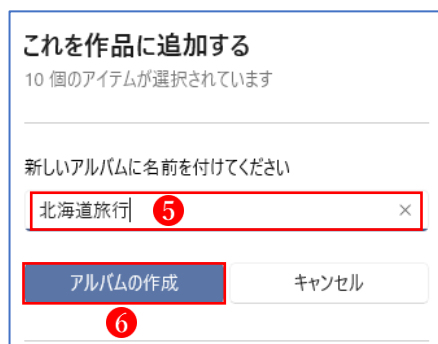 これを作品に追加する
10 個のアイテムが選択されています
新しいアルバムに名前を付けてください
北海道旅行 5 ×
アルバムの作成 キャンセル
6